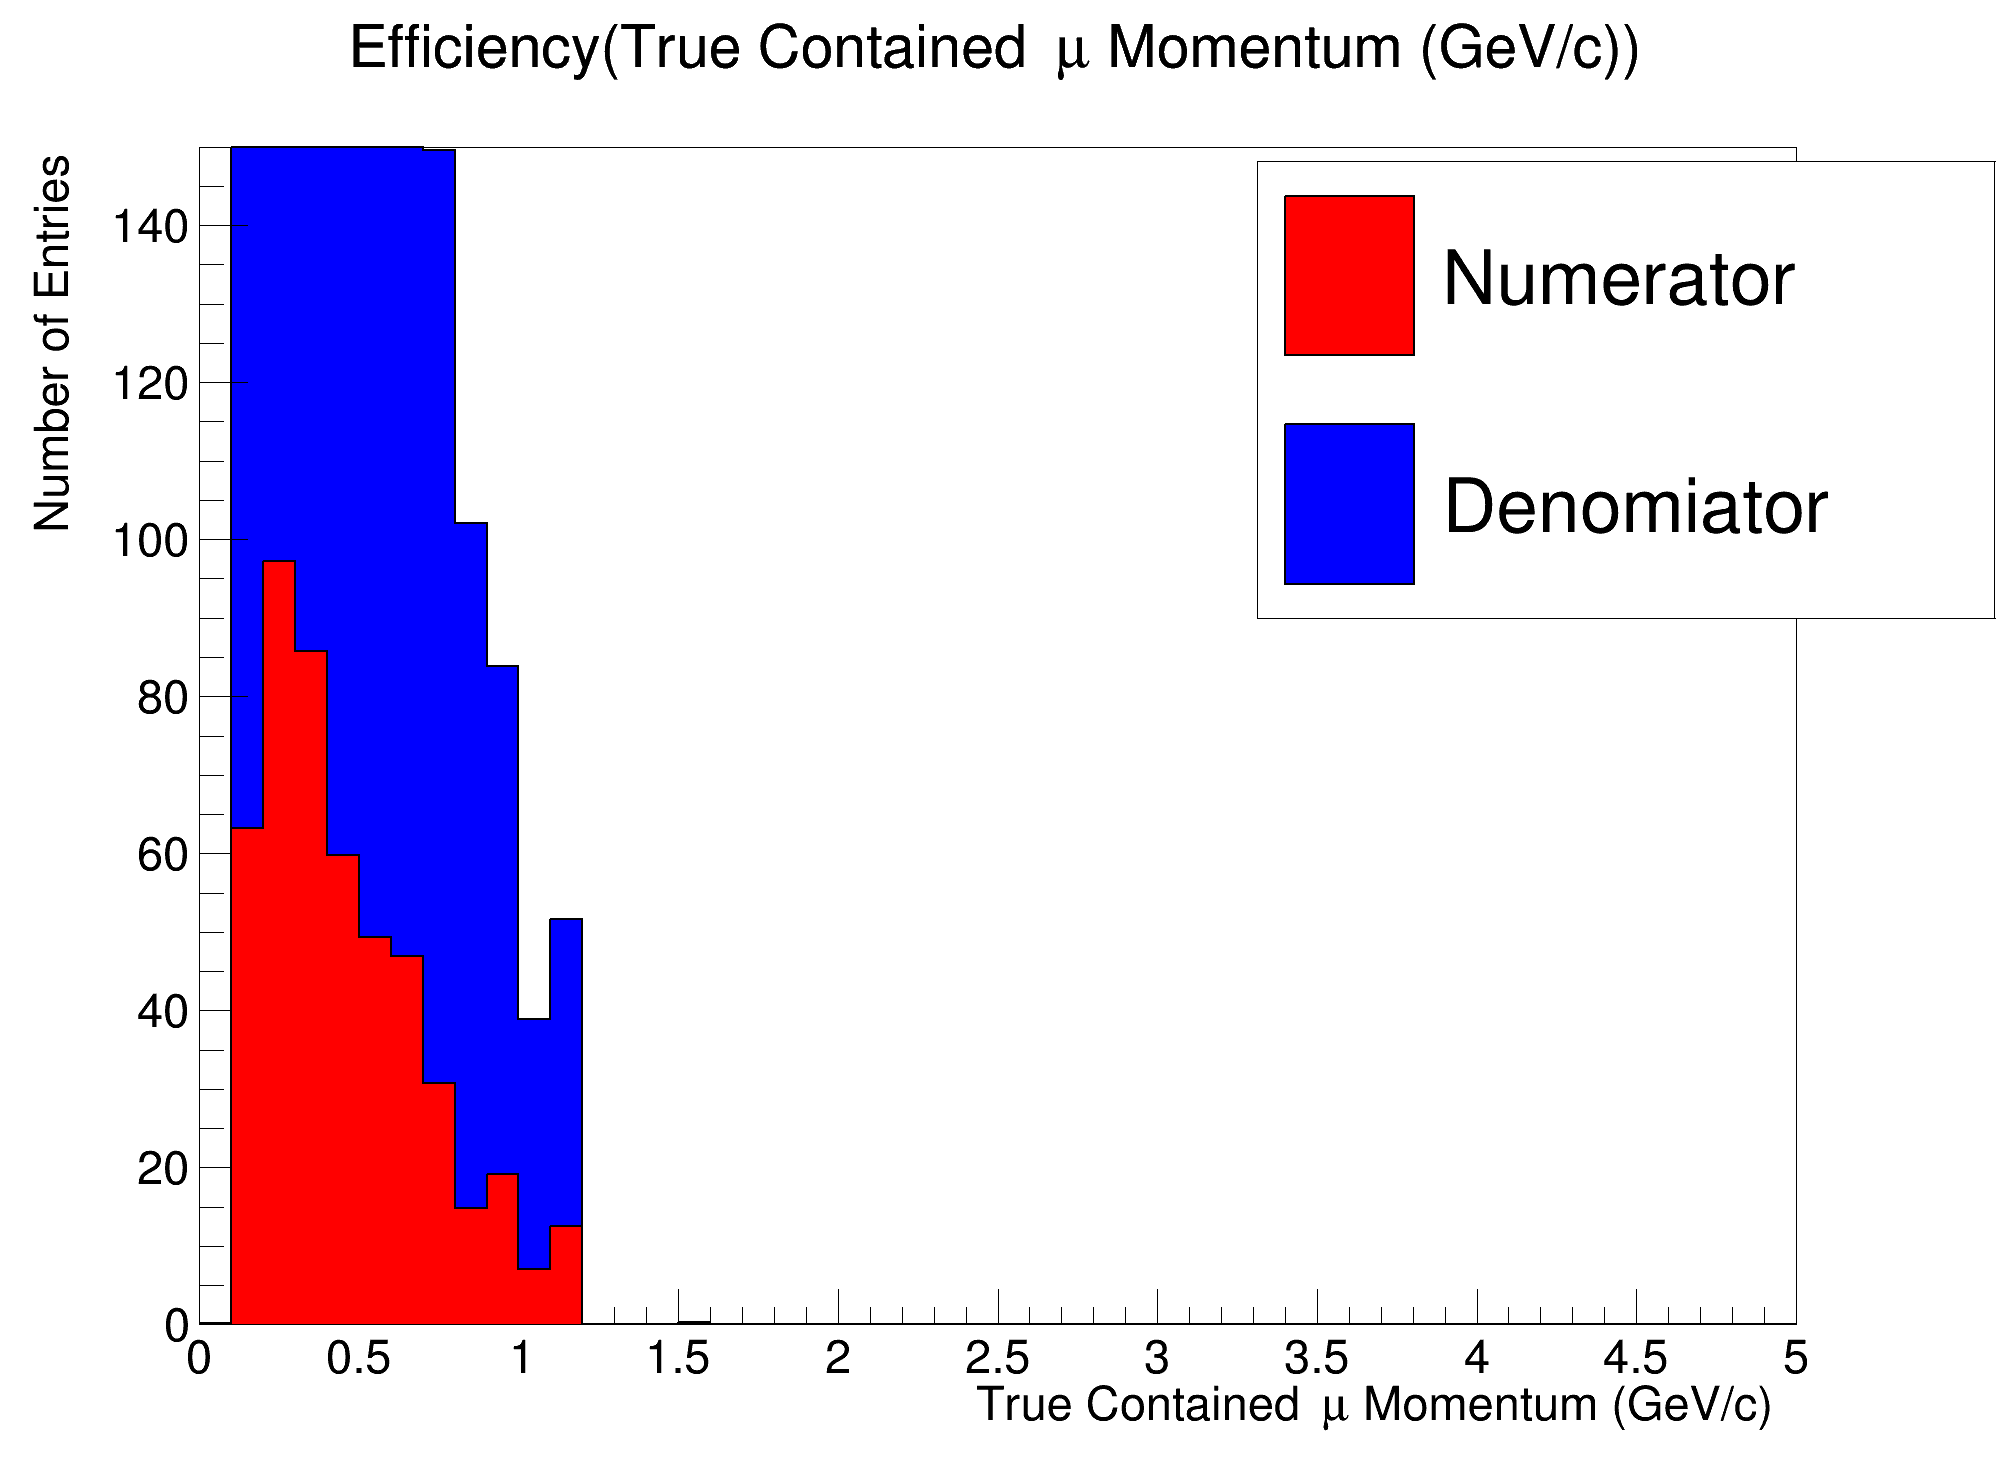 Efficiency(True Contained μ Momentum (GeV/c))
Number of Entries
140
120
100
80
60
40
20
0
0 0.5 1 1.5 2 2.5 3 3.5 4 4.5 5
True Contained μ Momentum (GeV/c)
Numerator
Denomiator